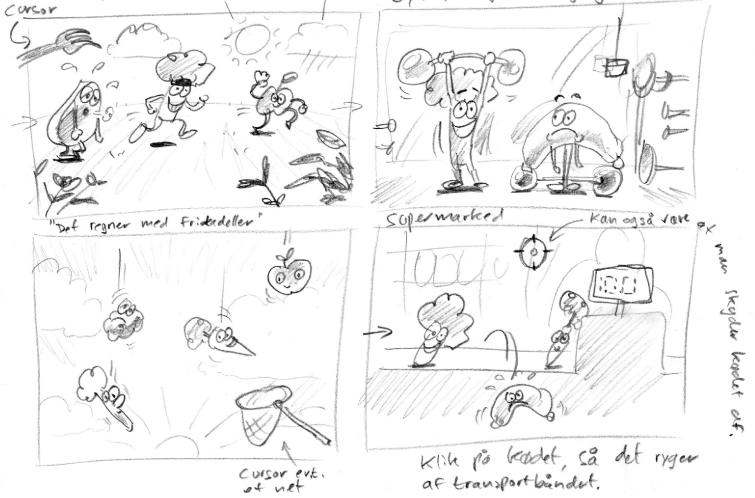 Cursor
"Det regner med frikadeller"
Supermarked
Kan også være
ex man skyder kødet af.
100
Cursor evt.
et net
Klik på kødet, så det ryger
af transportbåndet.